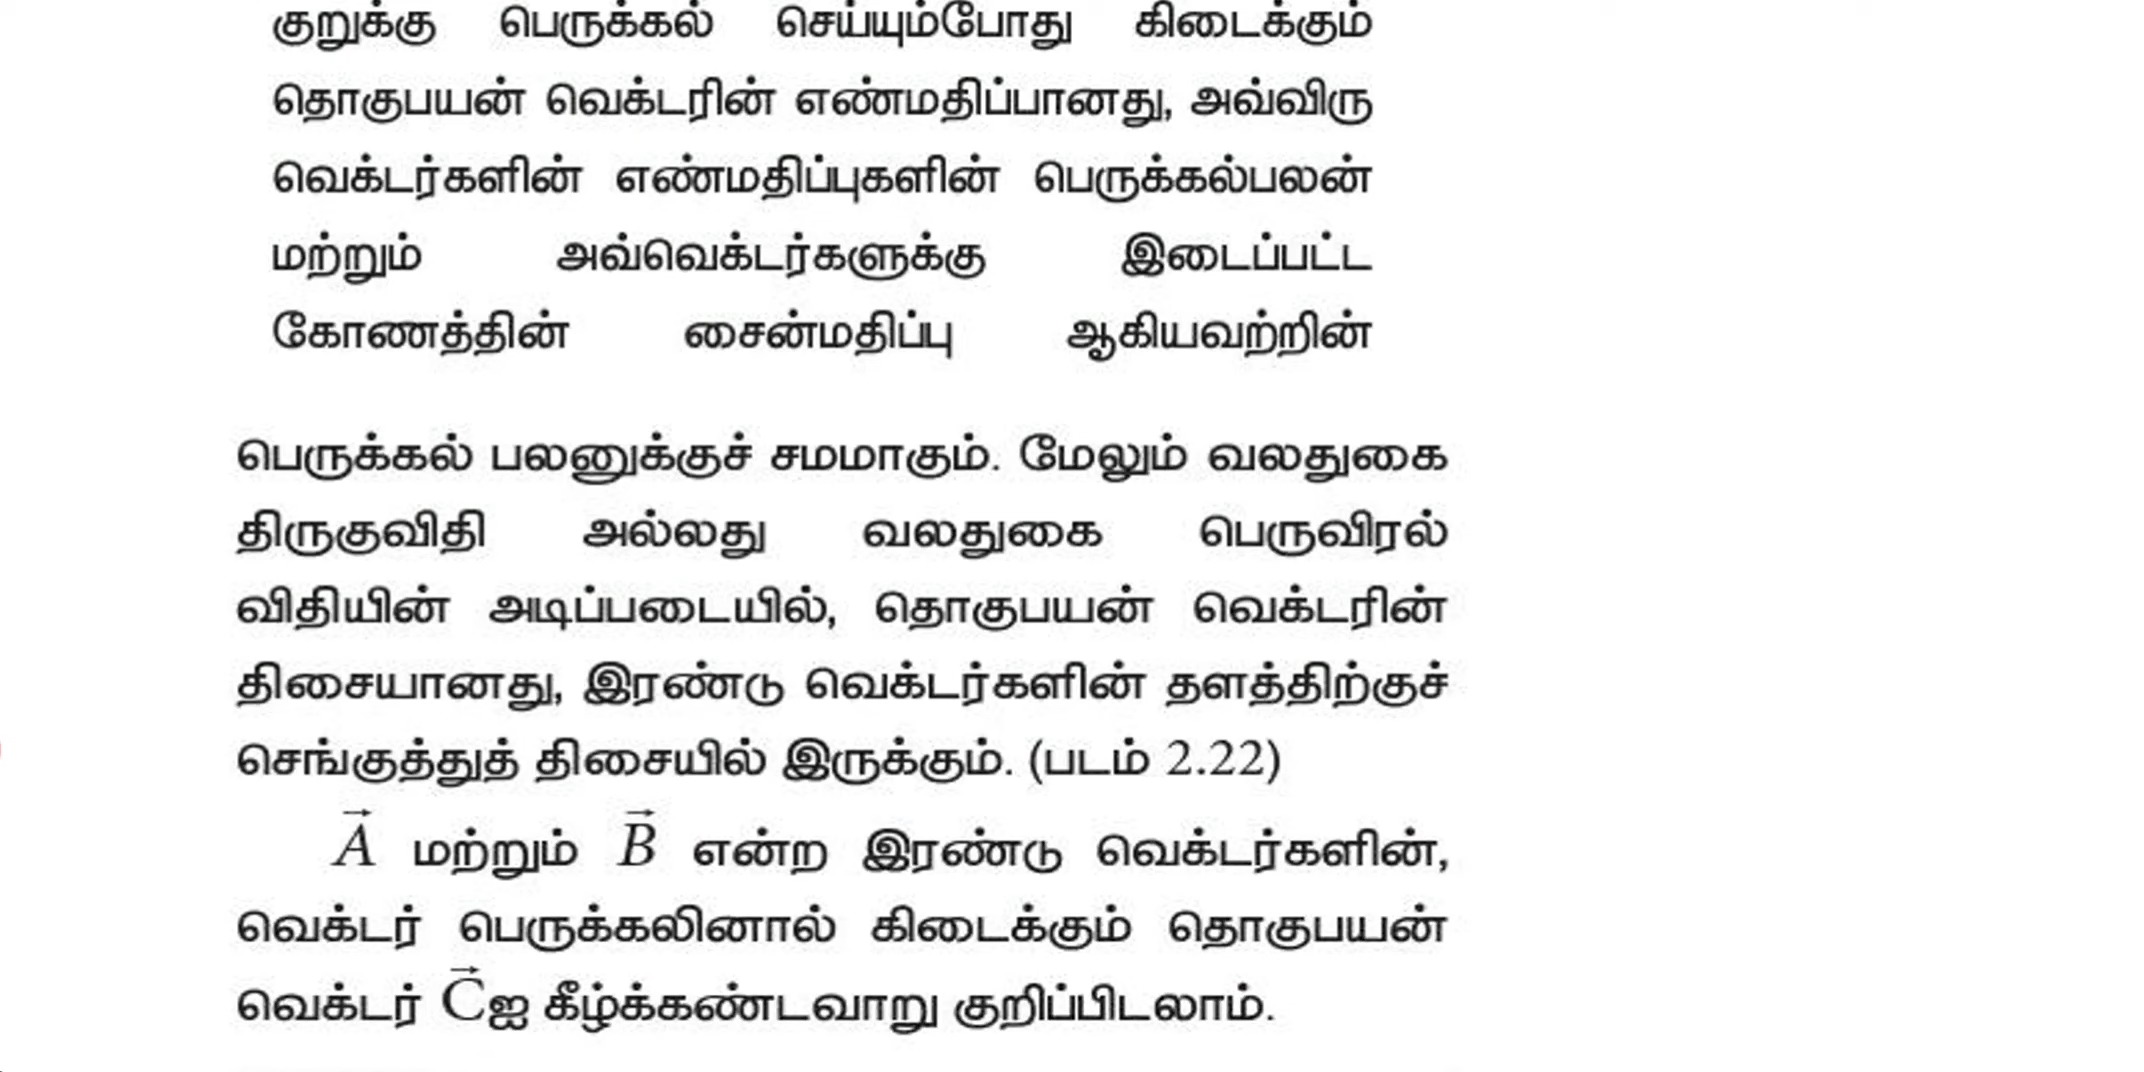 குறுக்கு பெருக்கல் செய்யும்போது கிடைக்கும்
தொகுபயன் வெக்டரின் எண்மதிப்பானது, அவ்விரு
வெக்டர்களின் எண்மதிப்புகளின் பெருக்கல்பலன்
மற்றும் அவ்வெக்டர்களுக்கு இடைப்பட்ட
கோணத்தின் சைன்மதிப்பு ஆகியவற்றின்
பெருக்கல் பலனுக்குச் சமமாகும். மேலும் வலதுகை
திருகுவிதி அல்லது வலதுகை பெருவிரல்
விதியின் அடிப்படையில், தொகுபயன் வெக்டரின்
திசையானது, இரண்டு வெக்டர்களின் தளத்திற்குச்
செங்குத்துத் திசையில் இருக்கும். (படம் 2.22)
A⃗ மற்றும் B⃗ என்ற இரண்டு வெக்டர்களின்,
வெக்டர் பெருக்கலினால் கிடைக்கும் தொகுபயன்
வெக்டர் C⃗ஐ கீழ்க்கண்டவாறு குறிப்பிடலாம்.